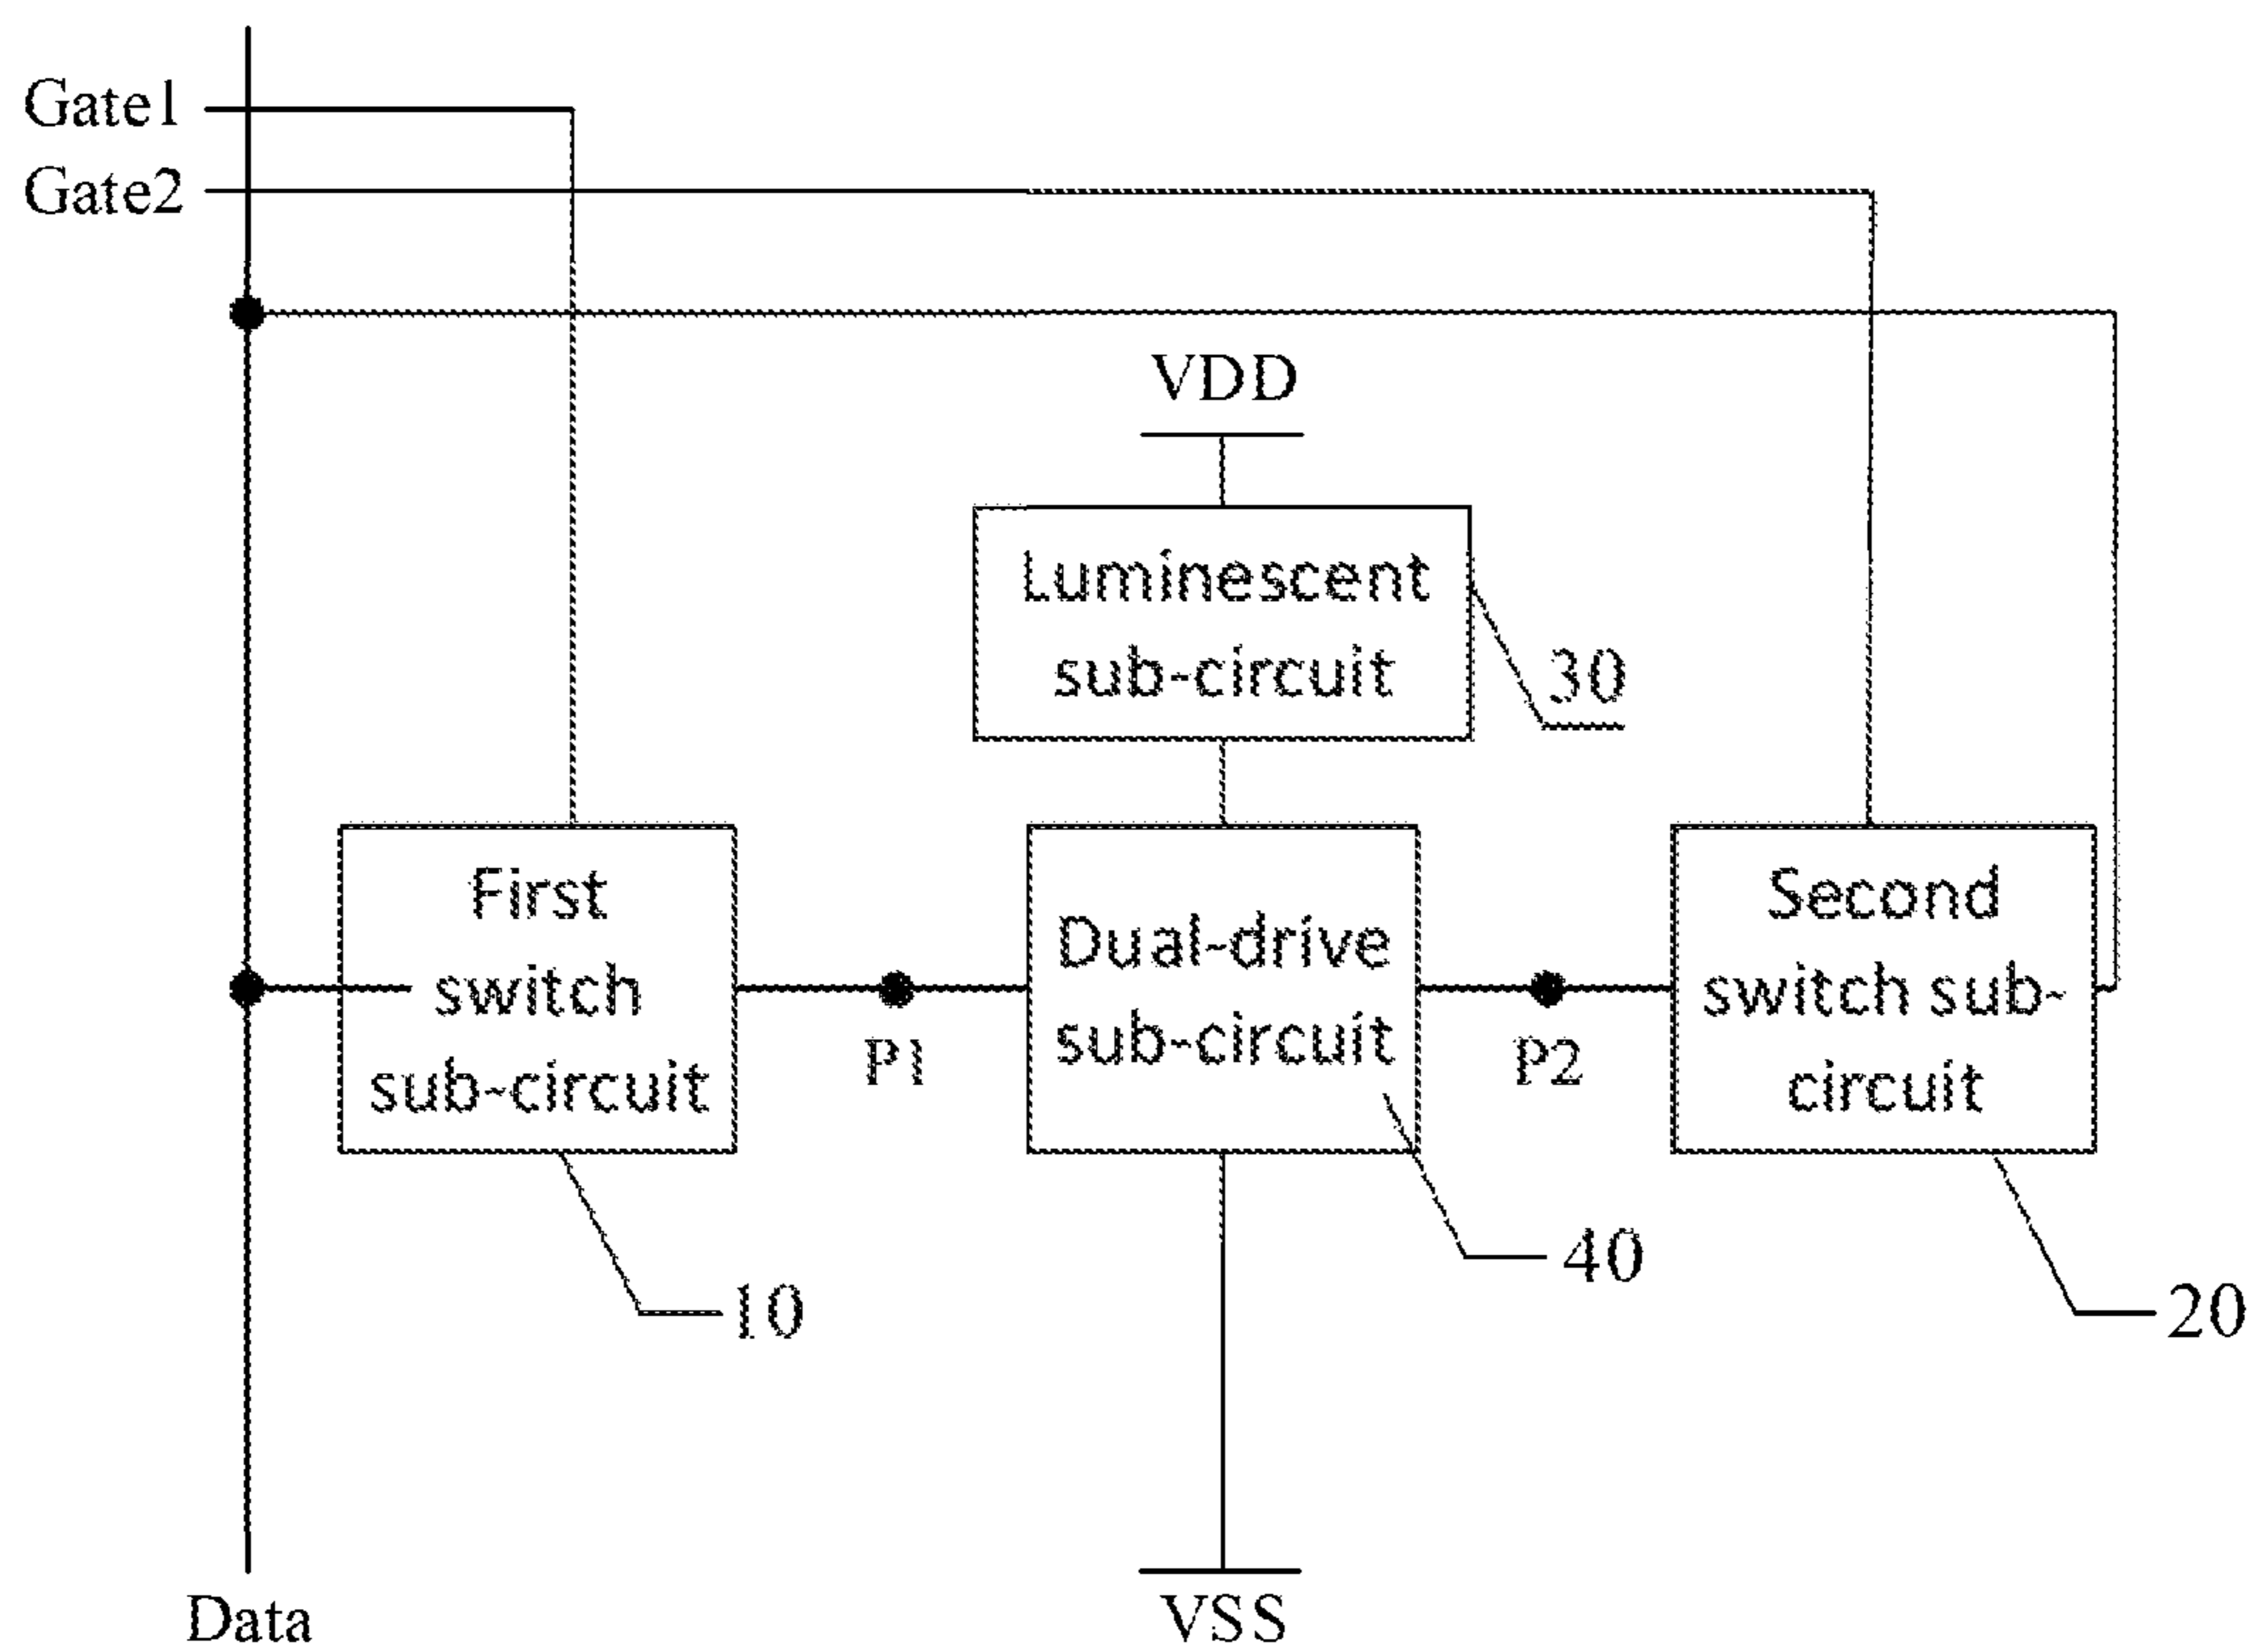 Gate1
Gate2
VDD
Luminescent
sub-circuit
30
First
switch
sub-circuit
P1
Dual-drive
sub-circuit
P2
Second
switch sub-
circuit
10
40
20
Data
VSS